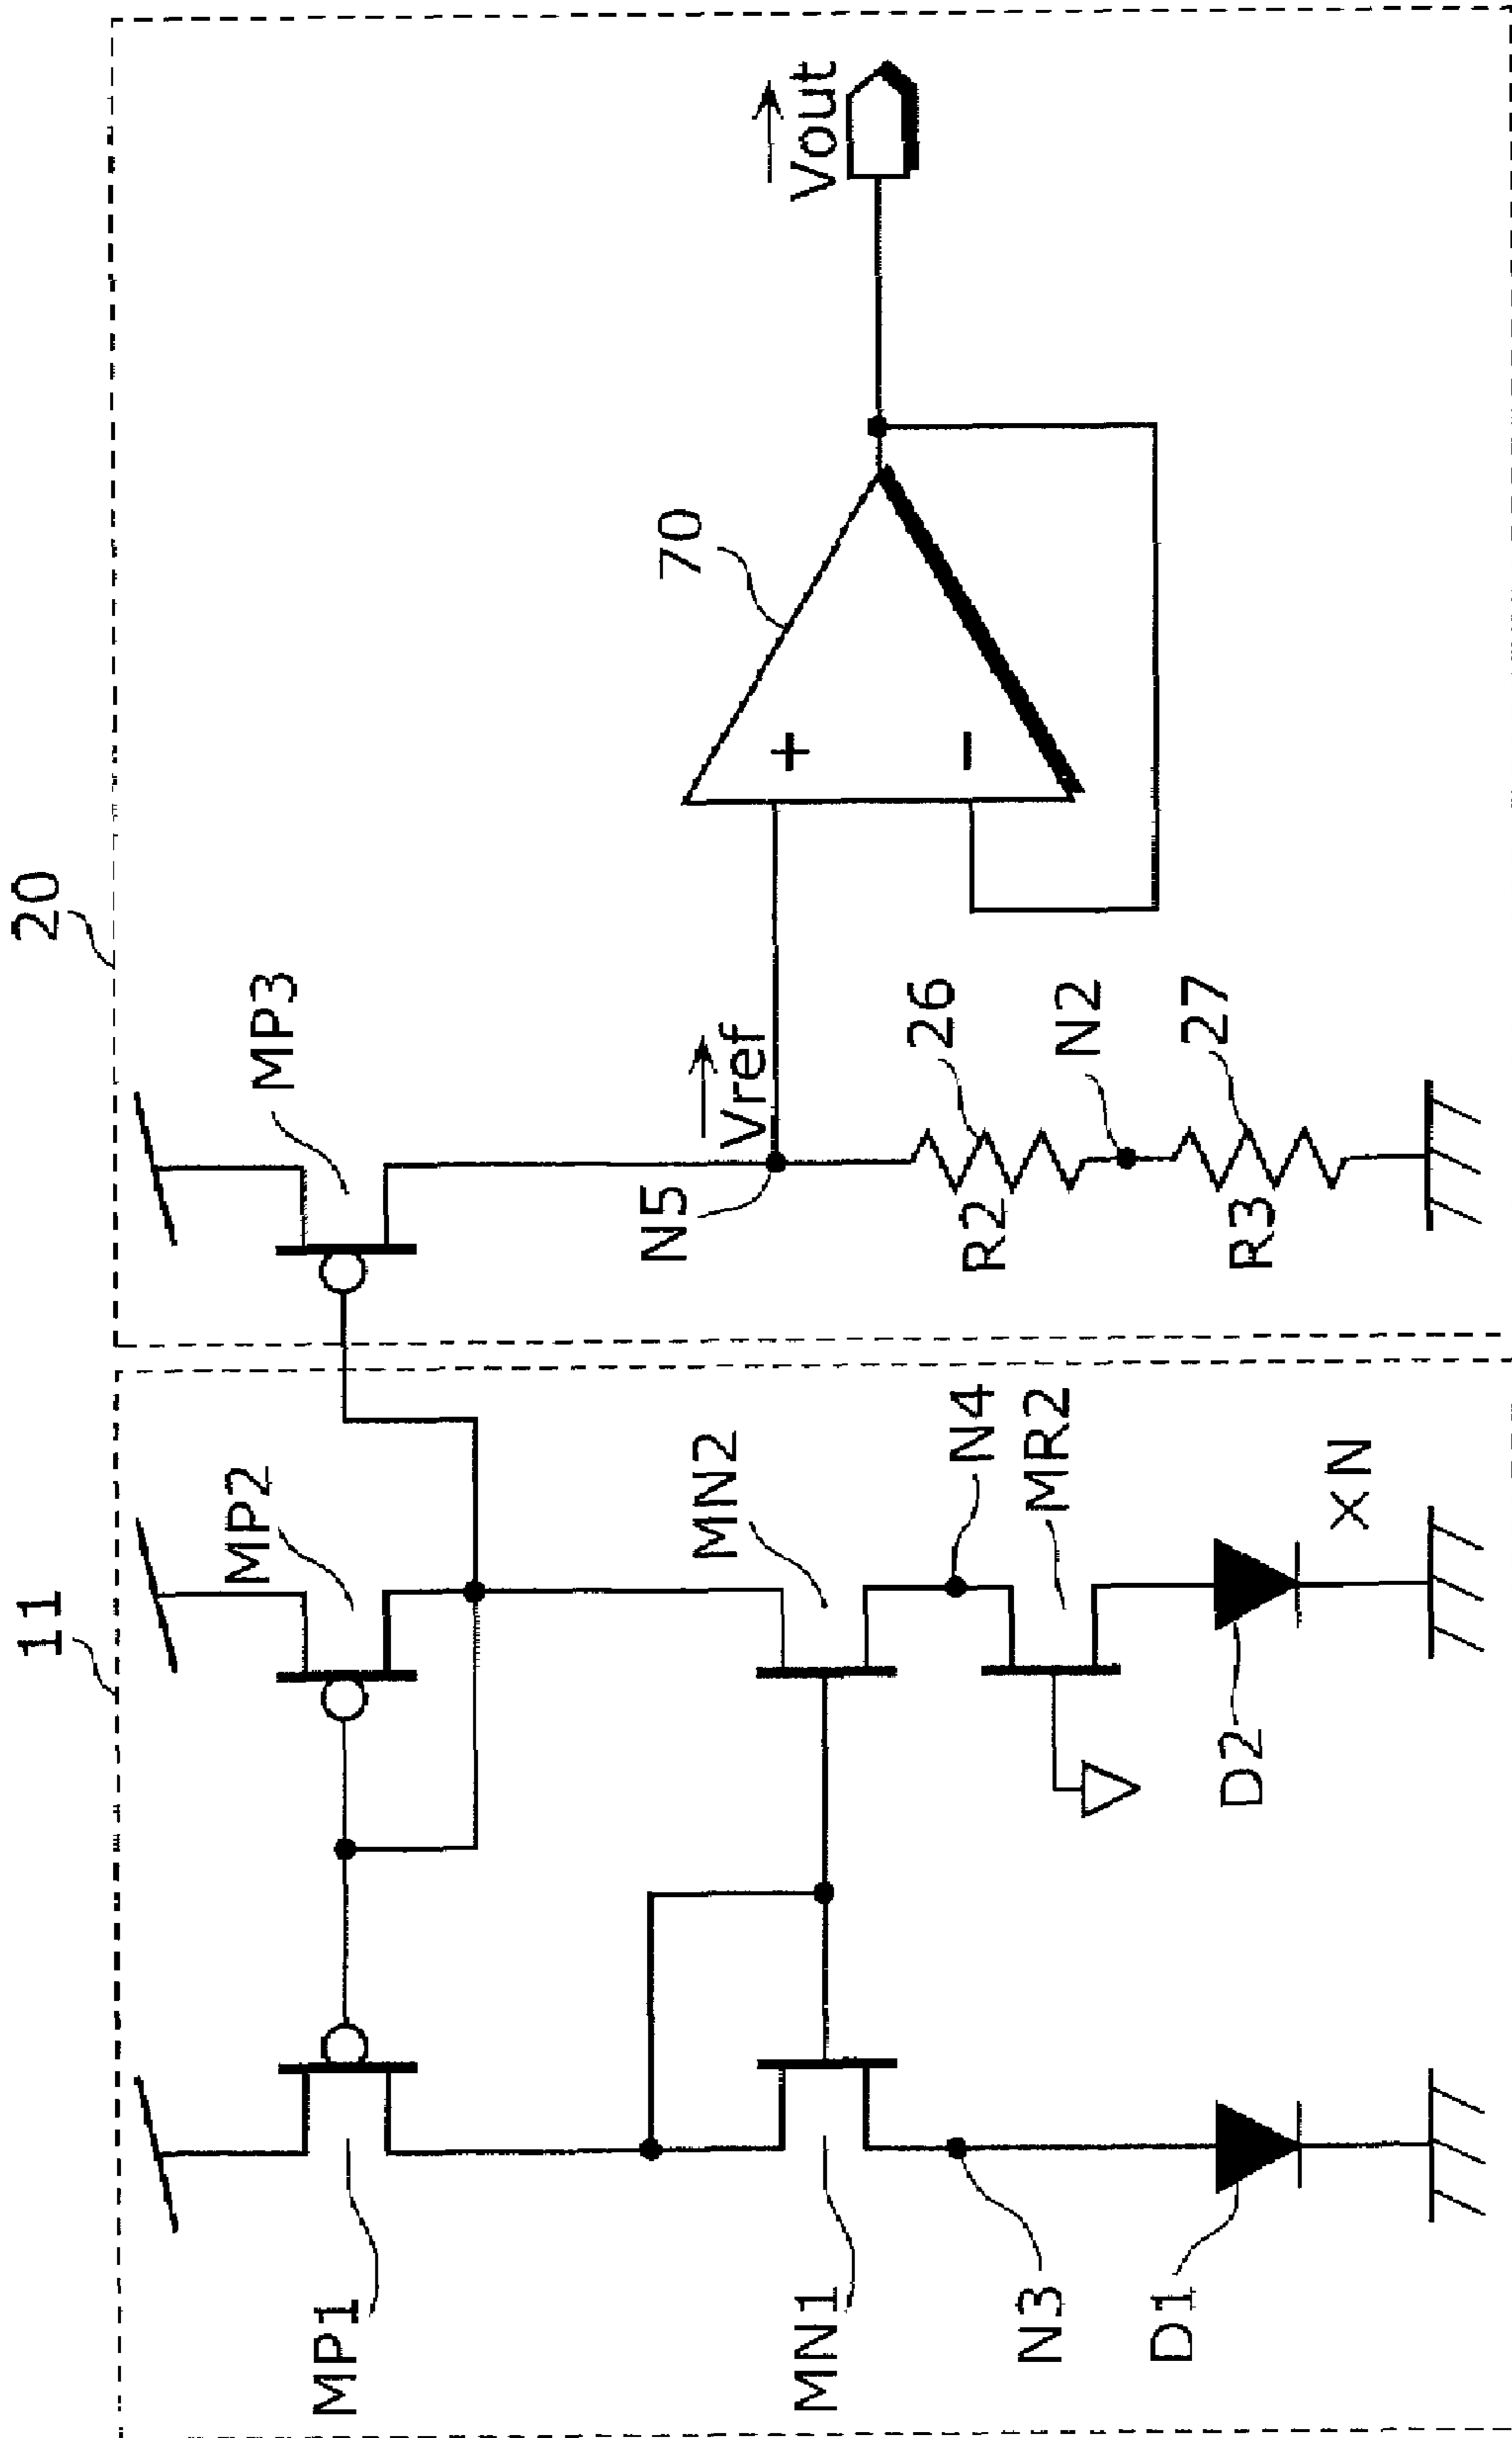 11
20
MP1
MP2
MP3
MN1
MN2
N3
N4
MR2
D1
D2
×N
N5
Vref
R2
26
N2
R3
27
70
+
−
Vout